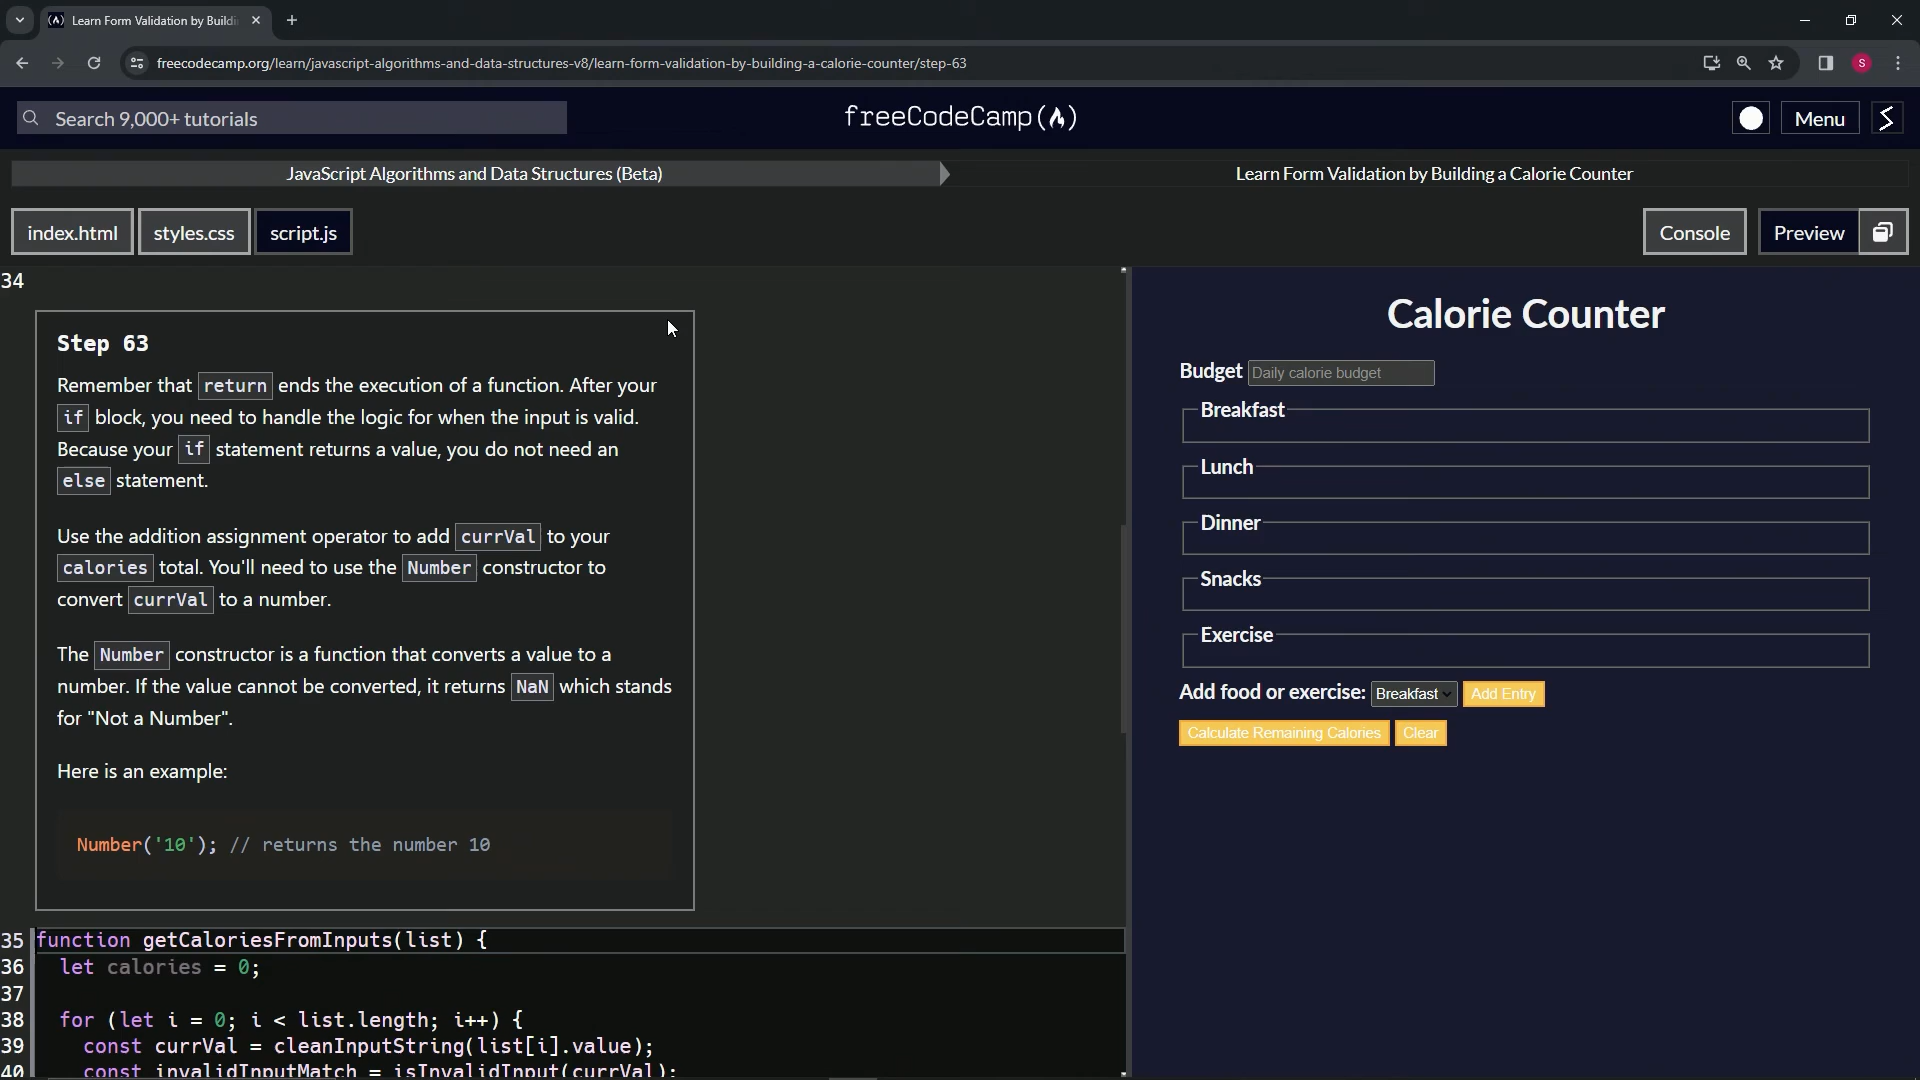 Learn Form Validation by Buildi
freecodecamp.org/learn/javascript-algorithms-and-data-structures-v8/learn-form-validation-by-building-a-calorie-counter/step-63
S
Search 9,000+ tutorials
freeCodeCamp(🔥)
Menu
JavaScript Algorithms and Data Structures (Beta)
Learn Form Validation by Building a Calorie Counter
index.html
styles.css
script.js
Console
Preview
34
Step 63
Remember that return ends the execution of a function. After your
if block, you need to handle the logic for when the input is valid.
Because your if statement returns a value, you do not need an
else statement.
Use the addition assignment operator to add currVal to your
calories total. You'll need to use the Number constructor to
convert currVal to a number.
The Number constructor is a function that converts a value to a
number. If the value cannot be converted, it returns NaN which stands
for "Not a Number".
Here is an example:
Number('10'); // returns the number 10
35 function getCaloriesFromInputs(list) {
36 let calories = 0;
37
38 for (let i = 0; i < list.length; i++) {
39 const currVal = cleanInputString(list[i].value);
40 const invalidInputMatch = isInvalidInput(currVal);
Calorie Counter
Budget Daily calorie budget
Breakfast
Lunch
Dinner
Snacks
Exercise
Add food or exercise: Breakfast Add Entry
Calculate Remaining Calories Clear